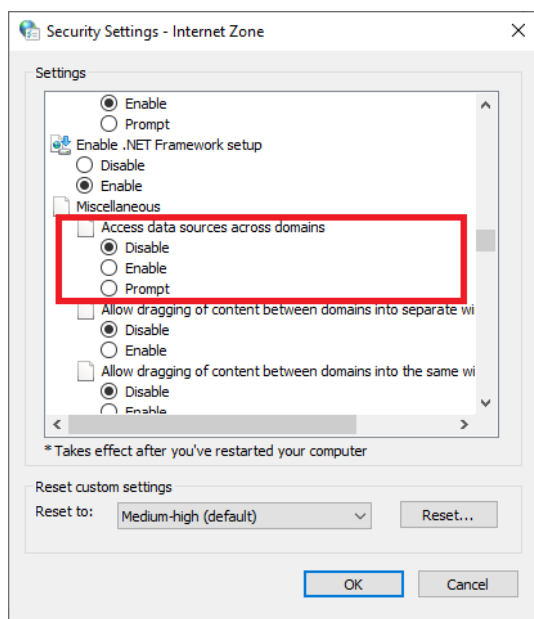 Security Settings - Internet Zone
Settings
Enable
Prompt
Enable .NET Framework setup
Disable
Enable
Miscellaneous
Access data sources across domains
Disable
Enable
Prompt
Allow dragging of content between domains into separate wi
Disable
Enable
Allow dragging of content between domains into the same wi
Disable
Enable
* Takes effect after you've restarted your computer
Reset custom settings
Reset to: Medium-high (default) Reset...
OK Cancel